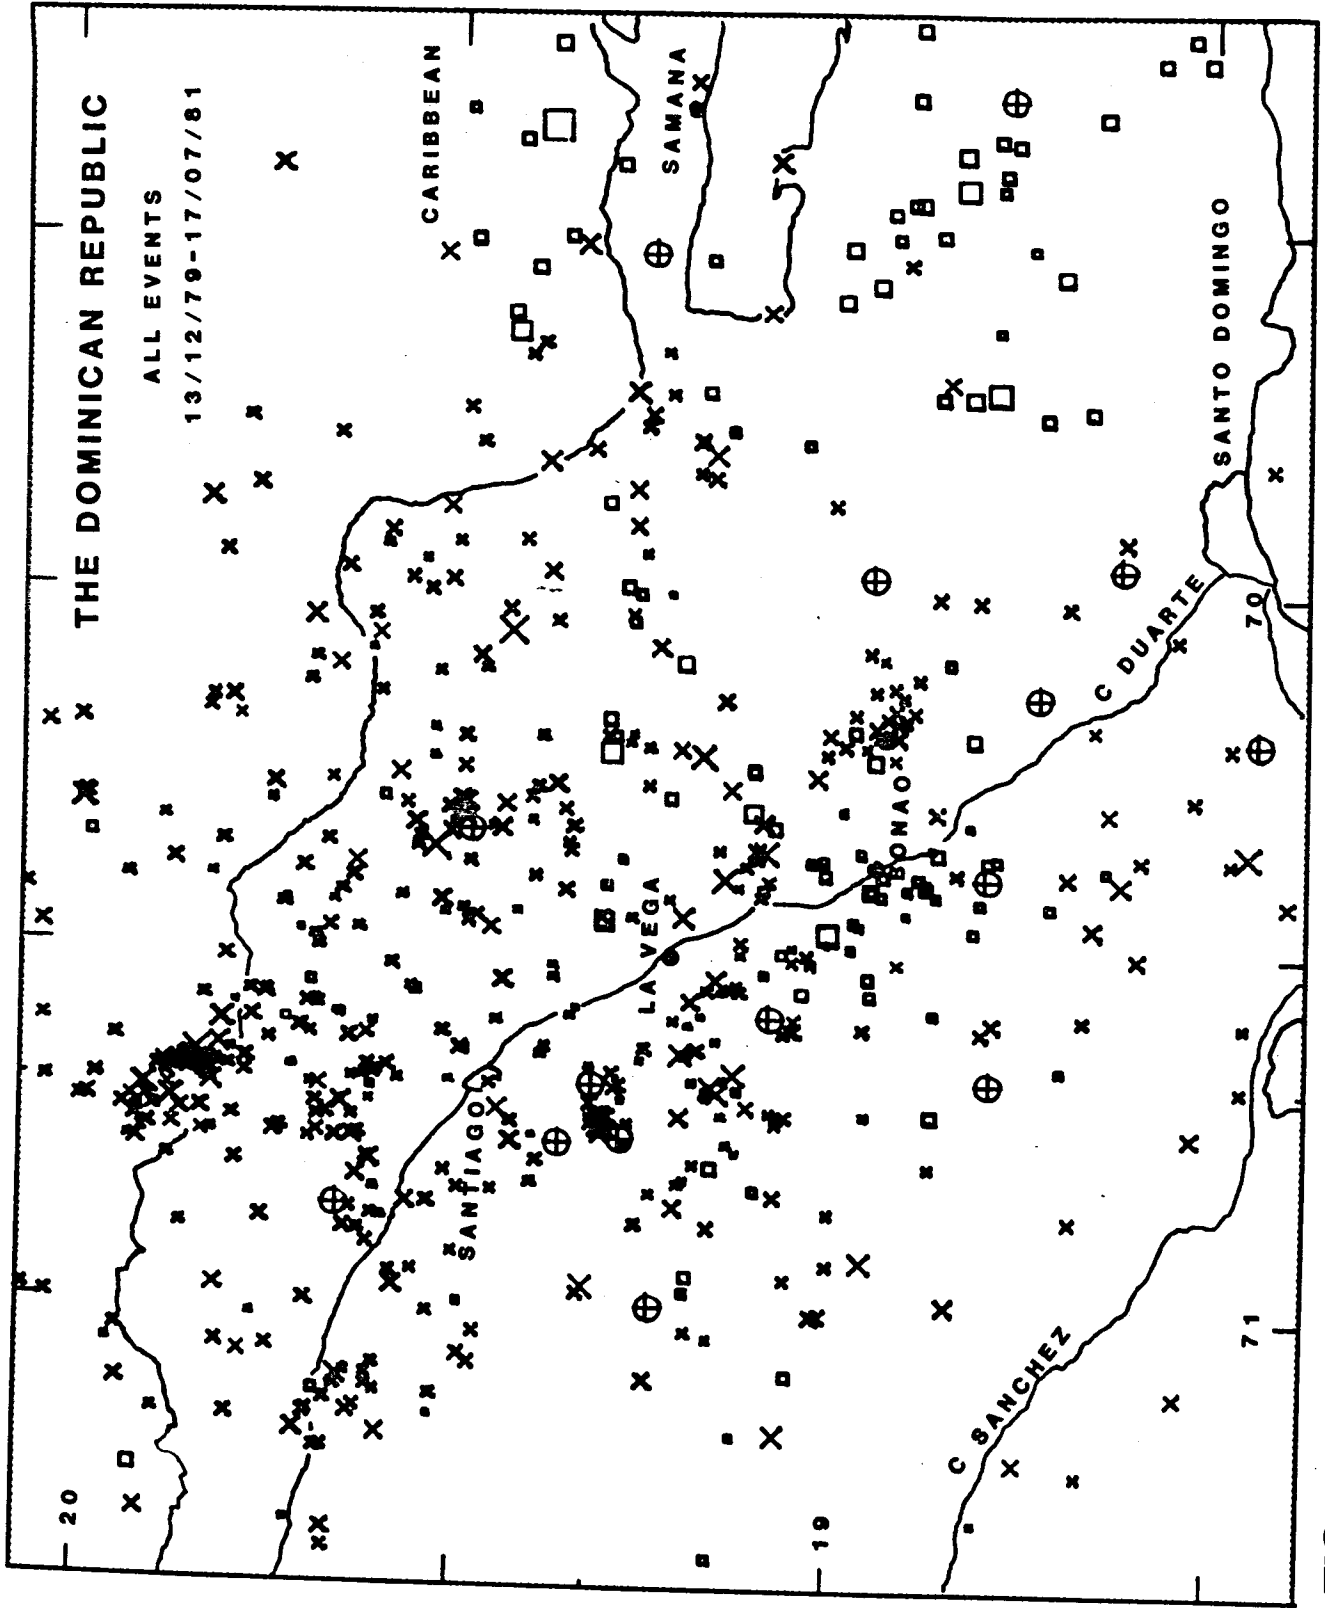 THE DOMINICAN REPUBLIC
ALL EVENTS
13/12/79-17/07/81
CARIBBEAN
SAMANA
SANTO DOMINGO
C DUARTE
BONAO
LA VEGA
SANTIAGO
C SANCHEZ
20
19
70
71